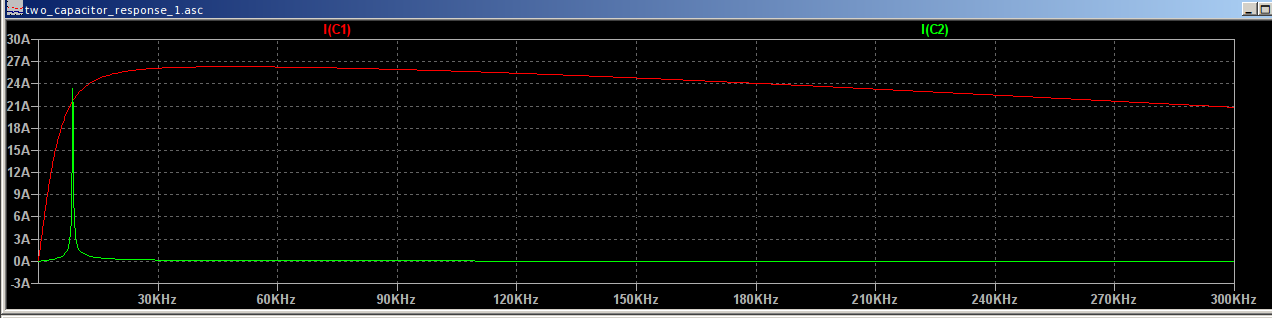 two_capacitor_response_1.asc
I(C1) I(C2)
30A
27A
24A
21A
18A
15A
12A
9A
6A
3A
0A
-3A
30KHz 60KHz 90KHz 120KHz 150KHz 180KHz 210KHz 240KHz 270KHz 300KHz